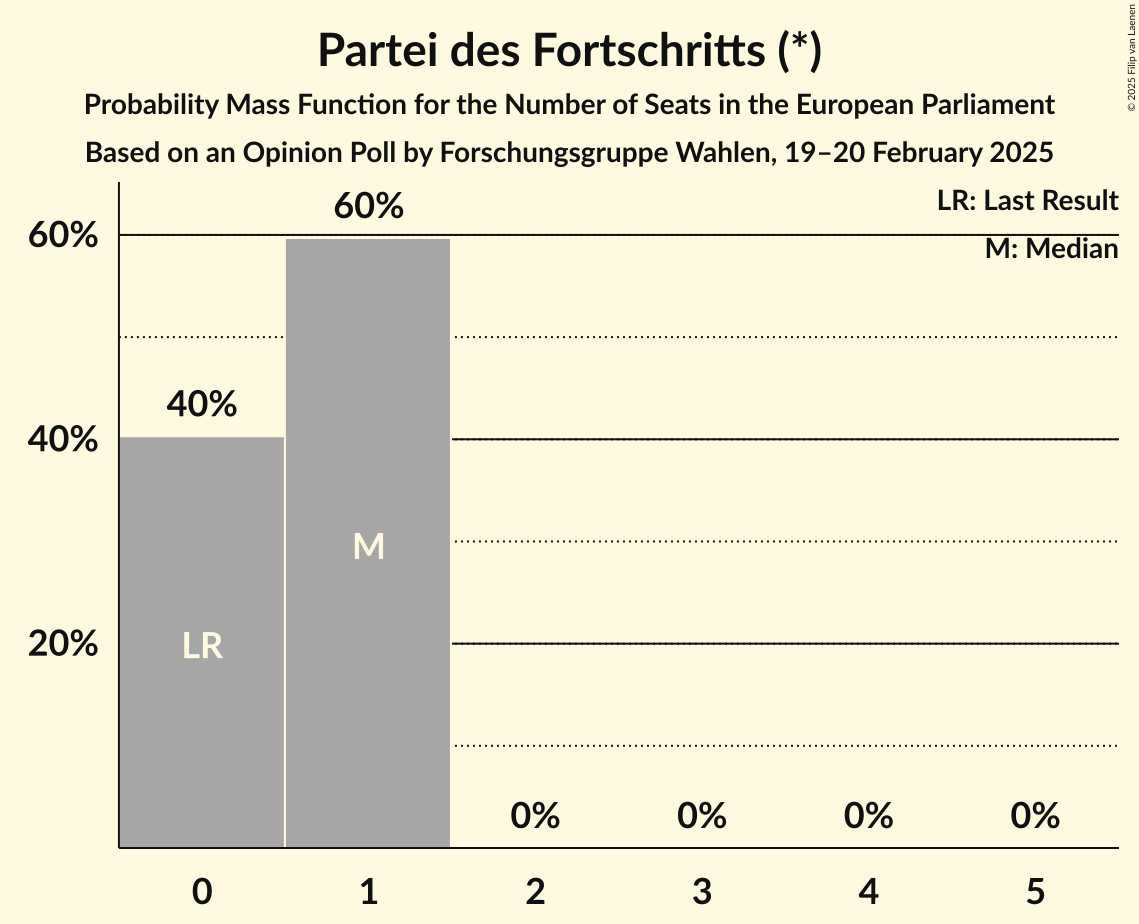 Partei des Fortschritts (*)
Probability Mass Function for the Number of Seats in the European Parliament
Based on an Opinion Poll by Forschungsgruppe Wahlen, 19–20 February 2025
© 2025 Filip van Laenen
LR: Last Result
M: Median
60%
40%
20%
40%
60%
0%
0%
0%
0%
LR
M
0
1
2
3
4
5